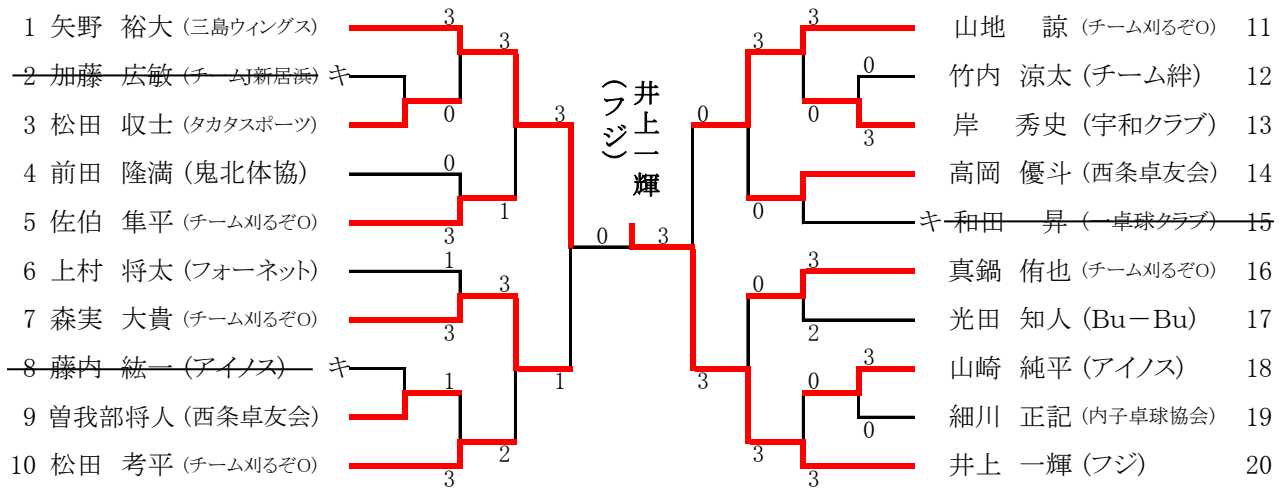 1 矢野 裕大 (三島ウィングス)
2 加藤 広敏 (チームJ新居浜) キ
3 松田 収士 (タカタスポーツ)
4 前田 隆満 (鬼北体協)
5 佐伯 隼平 (チーム刈るぞO)
6 上村 将太 (フォーネット)
7 森実 大貴 (チーム刈るぞO)
8 藤内 紘一 (アイノス) キ
9 曽我部将人 (西条卓友会)
10 松田 考平 (チーム刈るぞO)
3
3
0
3
0
1
3
1
3
3
1
1
2
3
井上一輝
(フジ)
0 3
3
3
0
0
0
3
0
3
0
2
3
3
0
0
3
3
山地 諒 (チーム刈るぞO) 11
竹内 涼太 (チーム絆) 12
岸 秀史 (宇和クラブ) 13
高岡 優斗 (西条卓友会) 14
キ 和田 昇 (一卓球クラブ) 15
真鍋 侑也 (チーム刈るぞO) 16
光田 知人 (Bu－Bu) 17
山崎 純平 (アイノス) 18
細川 正記 (内子卓球協会) 19
井上 一輝 (フジ) 20